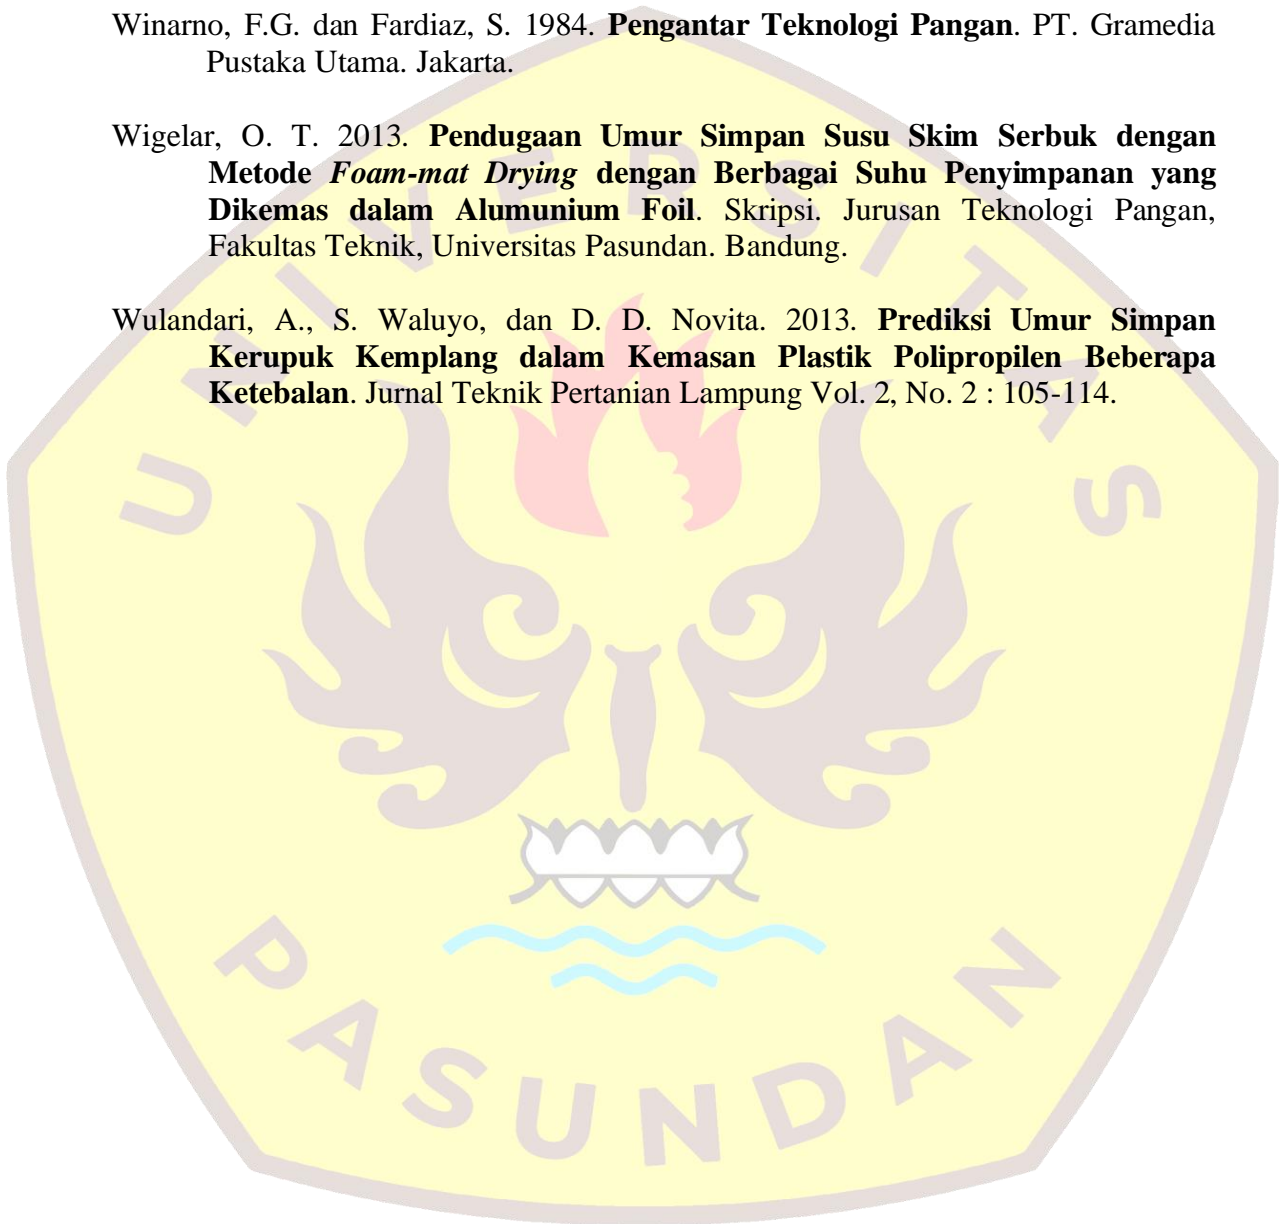 Winarno, F.G. dan Fardiaz, S. 1984. Pengantar Teknologi Pangan. PT. Gramedia
Pustaka Utama. Jakarta.
Wigelar, O. T. 2013. Pendugaan Umur Simpan Susu Skim Serbuk dengan
Metode Foam-mat Drying dengan Berbagai Suhu Penyimpanan yang
Dikemas dalam Alumunium Foil. Skripsi. Jurusan Teknologi Pangan,
Fakultas Teknik, Universitas Pasundan. Bandung.
Wulandari, A., S. Waluyo, dan D. D. Novita. 2013. Prediksi Umur Simpan
Kerupuk Kemplang dalam Kemasan Plastik Polipropilen Beberapa
Ketebalan. Jurnal Teknik Pertanian Lampung Vol. 2, No. 2 : 105-114.
UNIVERSITAS
PASUNDAN